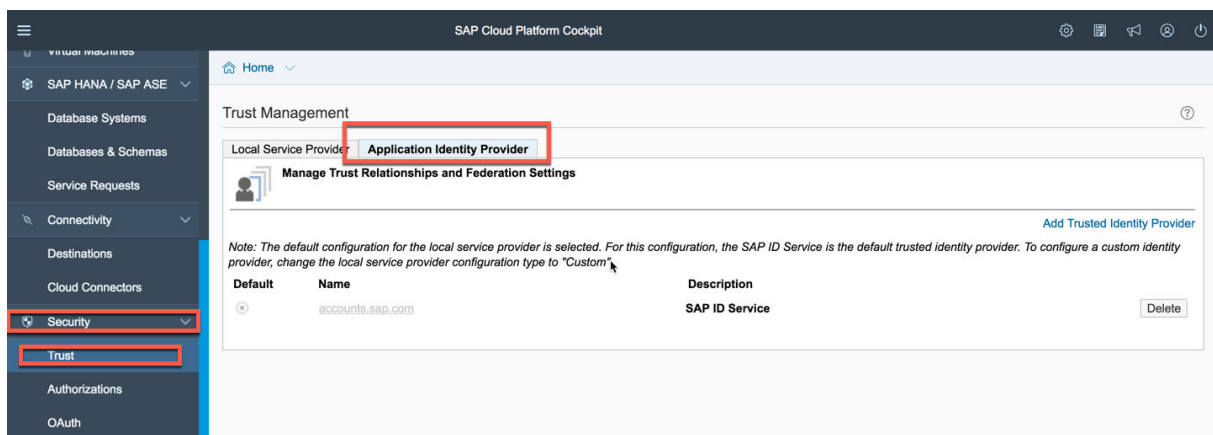 SAP Cloud Platform Cockpit
Virtual Machines
SAP HANA / SAP ASE
Database Systems
Databases & Schemas
Service Requests
Connectivity
Destinations
Cloud Connectors
Security
Trust
Authorizations
OAuth
Home
Trust Management
Local Service Provider
Application Identity Provider
Manage Trust Relationships and Federation Settings
Add Trusted Identity Provider
Note: The default configuration for the local service provider is selected. For this configuration, the SAP ID Service is the default trusted identity provider. To configure a custom identity
provider, change the local service provider configuration type to "Custom".
Default Name Description
accounts.sap.com SAP ID Service Delete